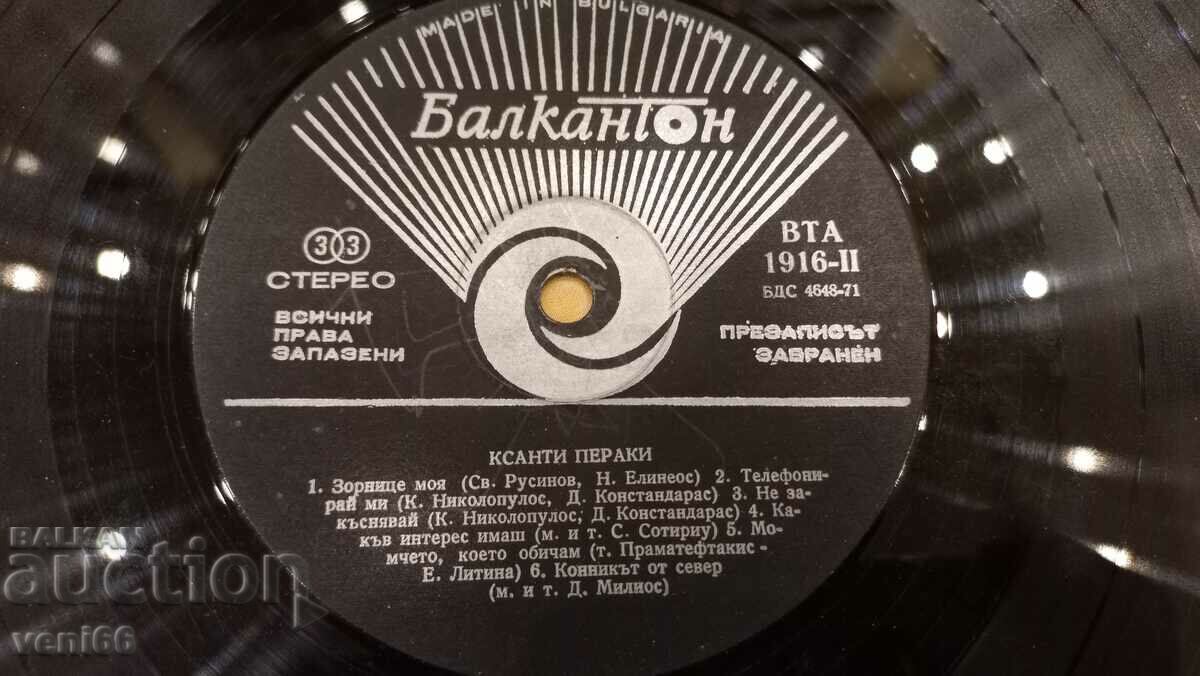 MADE IN BULGARIA
Балкантон
33
СТЕРЕО
ВСИЧКИ
ПРАВА
ЗАПАЗЕНИ
ВТА
1916-II
БДС 4648-71
ПРЕЗАПИСЪТ
ЗАБРАНЕН
КСАНТИ ПЕРАКИ
1. Зорнице моя (Св. Русинов, Н. Елинеос) 2. Телефони-
рай ми (К. Николопулос, Д. Констандарас) 3. Не за-
къснявай (К. Николопулос, Д. Констандарас) 4. Ка-
къв интерес имаш (м. и т. С. Сотириу) 5. Мо-
мчето, което обичам (т. Праматефтакис -
Е. Литина) 6. Конникът от север
(м. и т. Д. Милиос)
BALKAN
auction
veni66